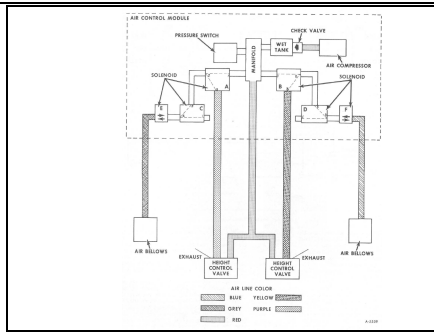 AIR CONTROL MODULE
CHECK VALVE
PRESSURE SWITCH
MANIFOLD
WET
TANK
AIR COMPRESSOR
SOLENOID
SOLENOID
A
B
E
C
D
F
AIR BELLOWS
AIR BELLOWS
EXHAUST
EXHAUST
HEIGHT
CONTROL
VALVE
HEIGHT
CONTROL
VALVE
AIR LINE COLOR
BLUE
YELLOW
GREY
PURPLE
RED